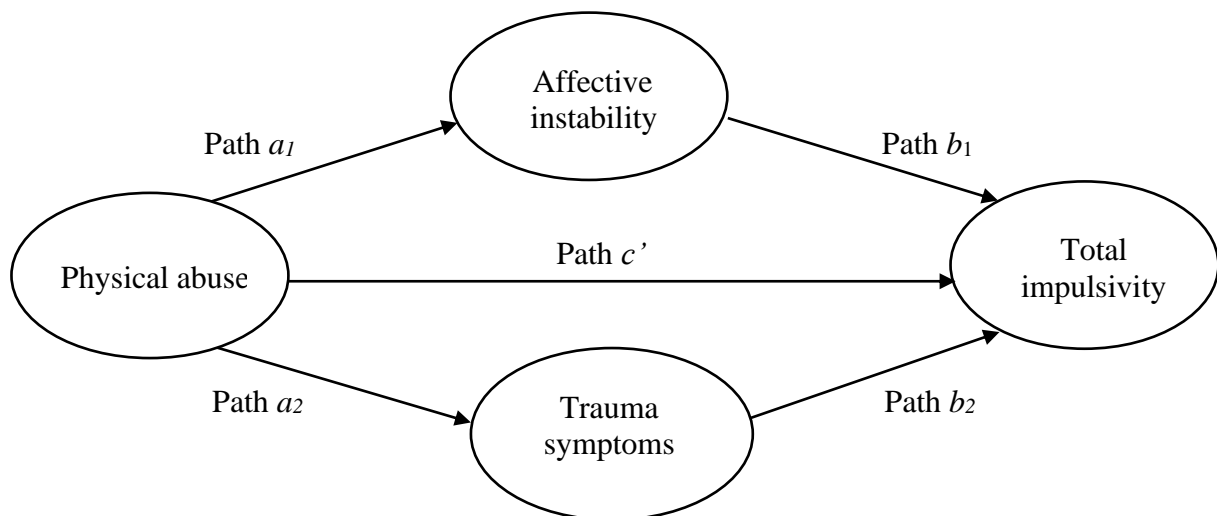 Affective
instability
Path a1
Path b1
Path c’
Physical abuse
Total
impulsivity
Path a2
Trauma
symptoms
Path b2